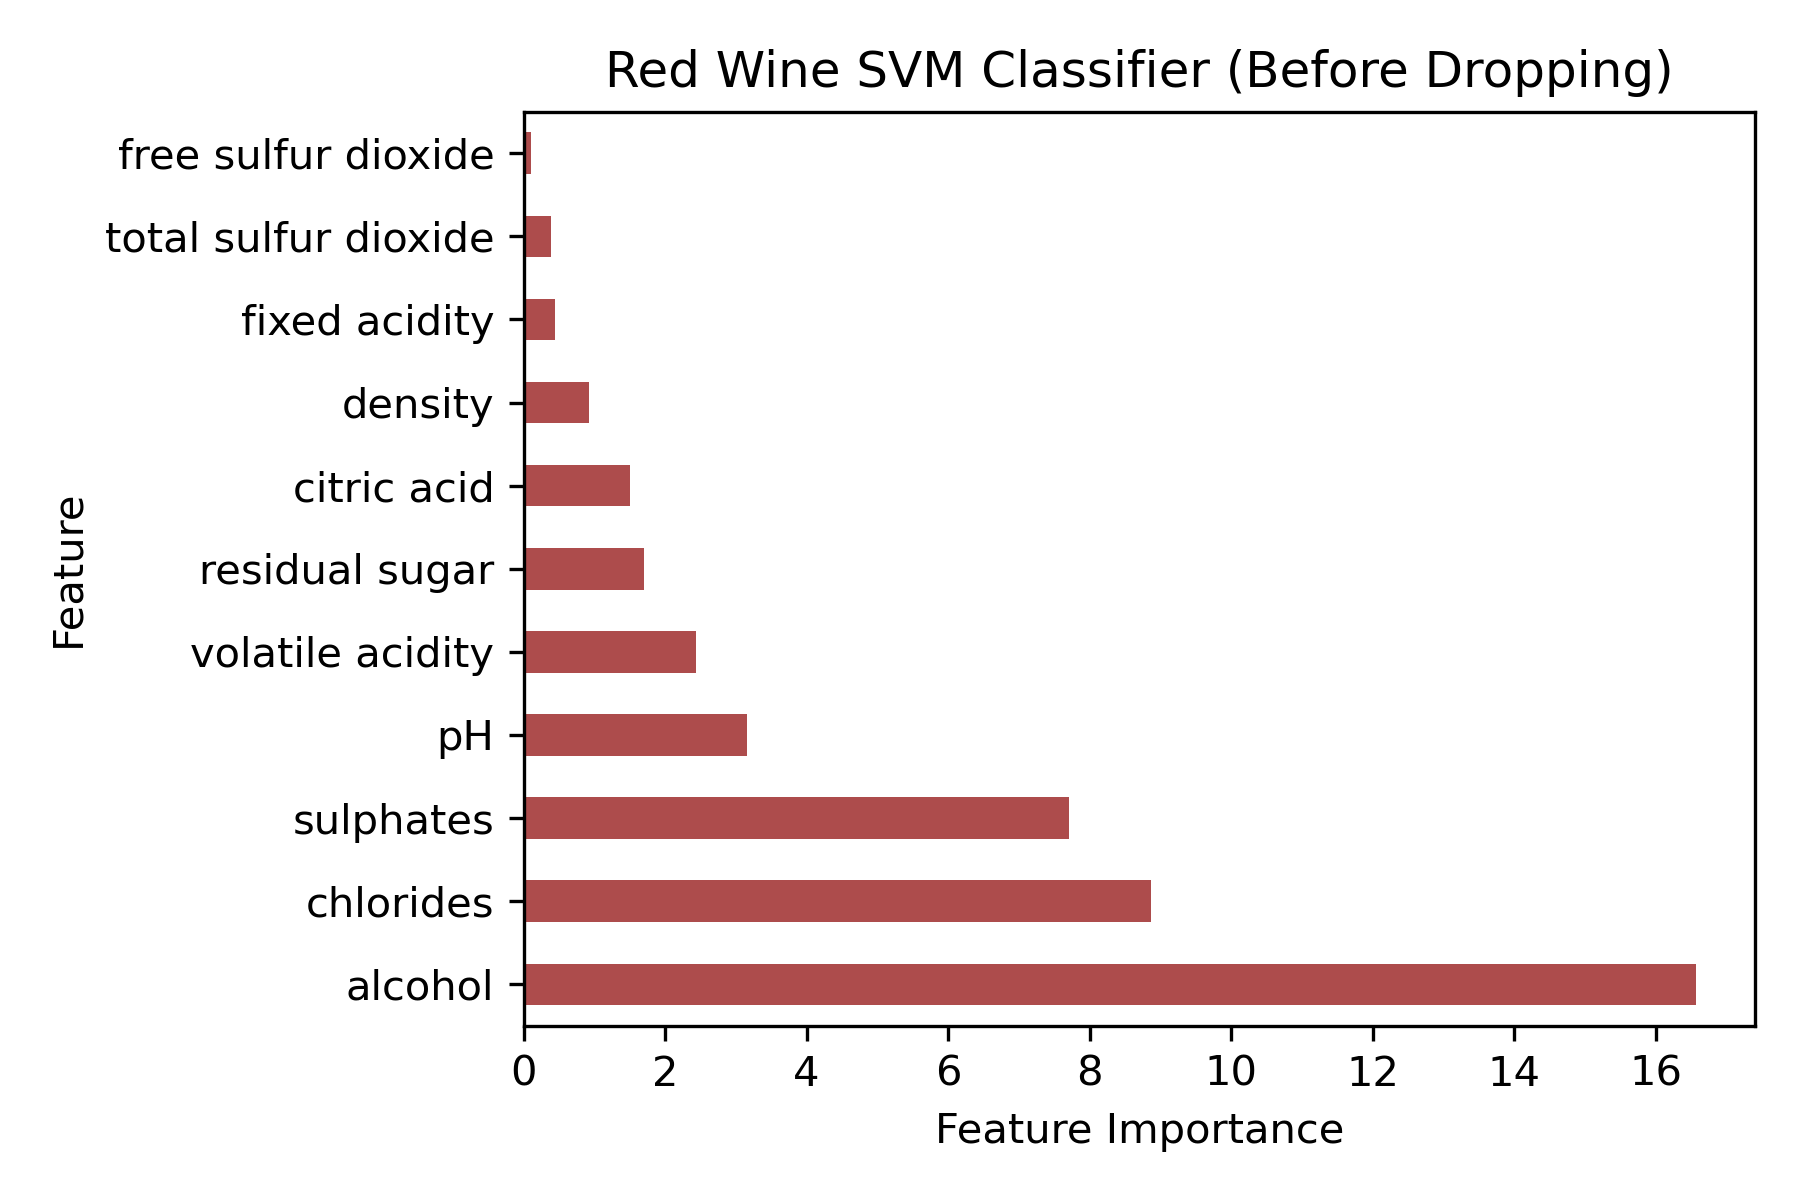 Red Wine SVM Classifier (Before Dropping)
free sulfur dioxide
total sulfur dioxide
fixed acidity
density
citric acid
residual sugar
volatile acidity
pH
sulphates
chlorides
alcohol
Feature
0 2 4 6 8 10 12 14 16
Feature Importance